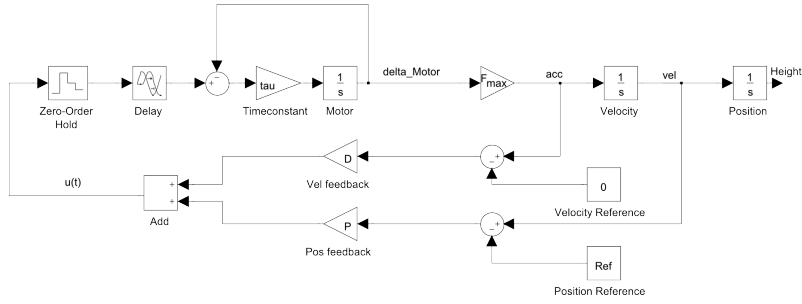 Height
delta_Motor
acc
vel
tau
1
s
F
max
1
s
1
s
Zero-Order
Hold
Delay
Timeconstant
Motor
Velocity
Position
D
Vel feedback
0
Velocity Reference
u(t)
Add
P
Pos feedback
Ref
Position Reference